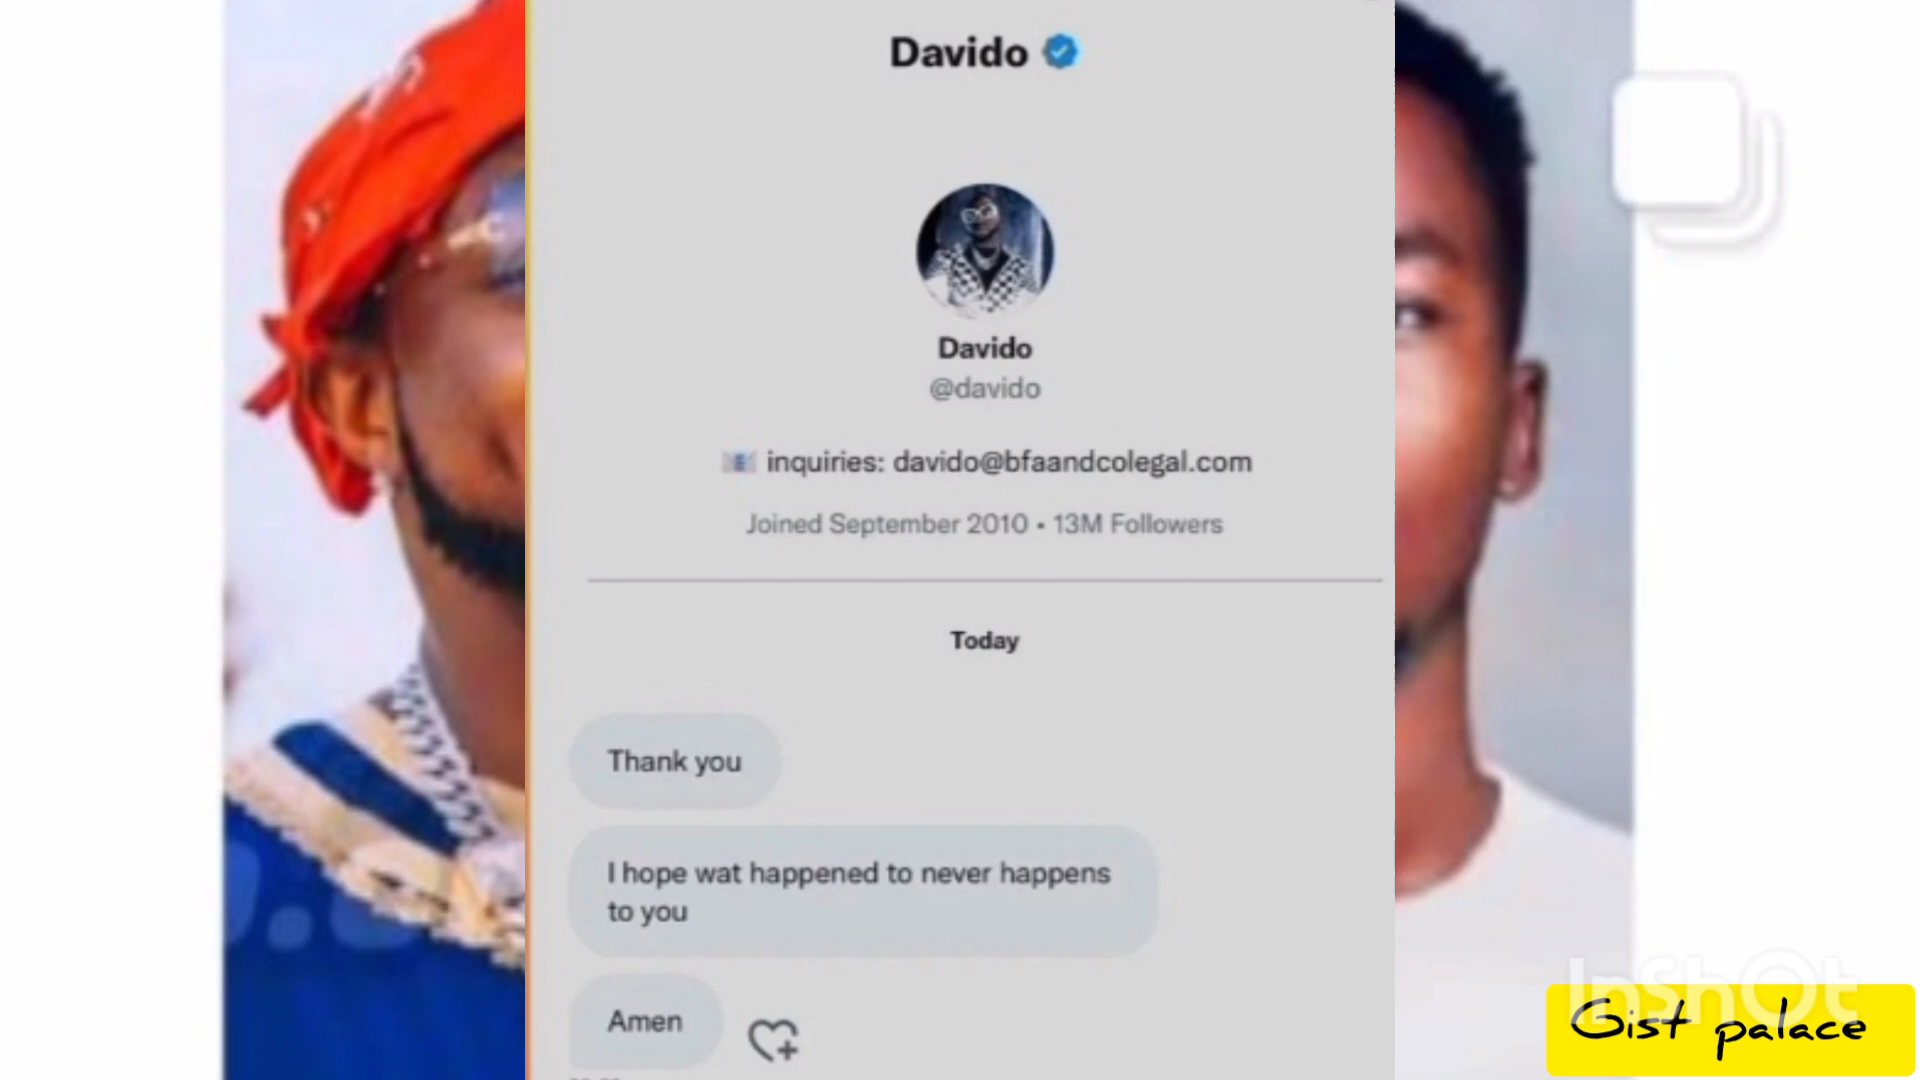 Davido
Davido
@davido
inquiries: davido@bfaandcolegal.com
Joined September 2010 • 13M Followers
Today
Thank you
I hope wat happened to never happens
to you
Amen
InShOt
Gist palace